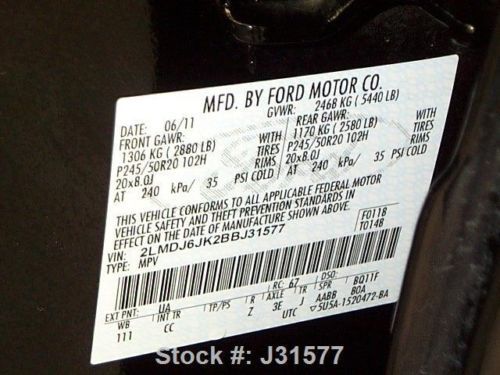 MFD. BY FORD MOTOR CO.
DATE: 06/11 GVWR: 2468 KG ( 5440 LB)
FRONT GAWR: REAR GAWR:
1306 KG ( 2880 LB) 1170 KG ( 2580 LB)
P245/50R20 102H TIRES P245/50R20 102H TIRES
20x8.0J RIMS 20x8.0J RIMS
AT 240 kPa/ 35 PSI COLD AT 240 kPa/ 35 PSI COLD
THIS VEHICLE CONFORMS TO ALL APPLICABLE FEDERAL MOTOR
VEHICLE SAFETY AND THEFT PREVENTION STANDARDS IN
EFFECT ON THE DATE OF MANUFACTURE SHOWN ABOVE.
VIN: 2LMDJ6JK2BBJ31577 F0118
TYPE: MPV T0148
EXT PNT: UA RC: 67 DSO:
WB INT TR TP/PS R AXLE TR SPR BQ11F
111 CC Z 3E J AABB BOA
UTC 5U5A-1520472-BA
Stock #: J31577